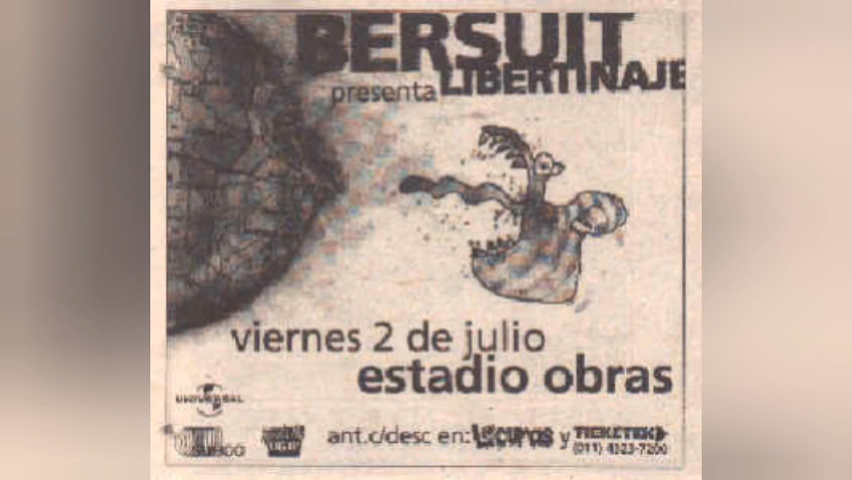 BERSUIT
presenta LIBERTINAJE
viernes 2 de julio
estadio obras
UNIVERSAL
ant.c/desc en: Locuras y TICKETEK
(011) 4323-7200